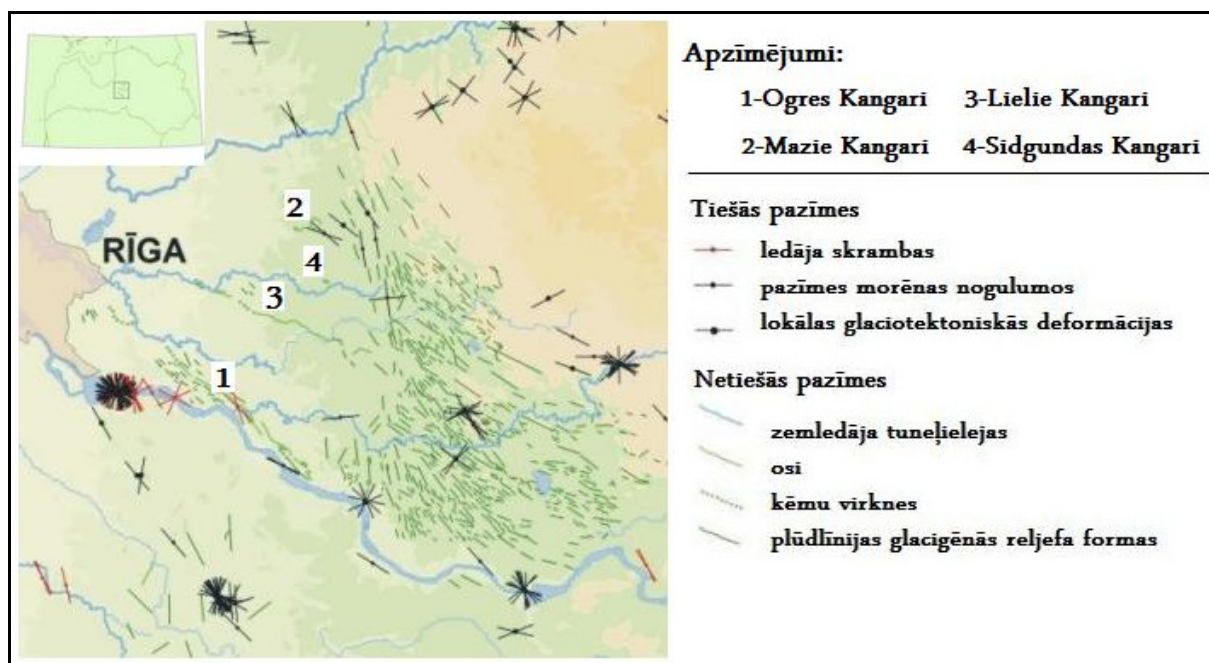 RĪGA
1
2
3
4
Apzīmējumi:
1-Ogres Kangari 3-Lielie Kangari
2-Mazie Kangari 4-Sidgundas Kangari
Tiešās pazīmes
ledāja skrambas
pazīmes morēnas nogulumos
lokālas glaciotektoniskās deformācijas
Netiešās pazīmes
zemledāja tuneļielejas
osi
kēmu virknes
plūdlīnijas glacigēnās reljefa formas